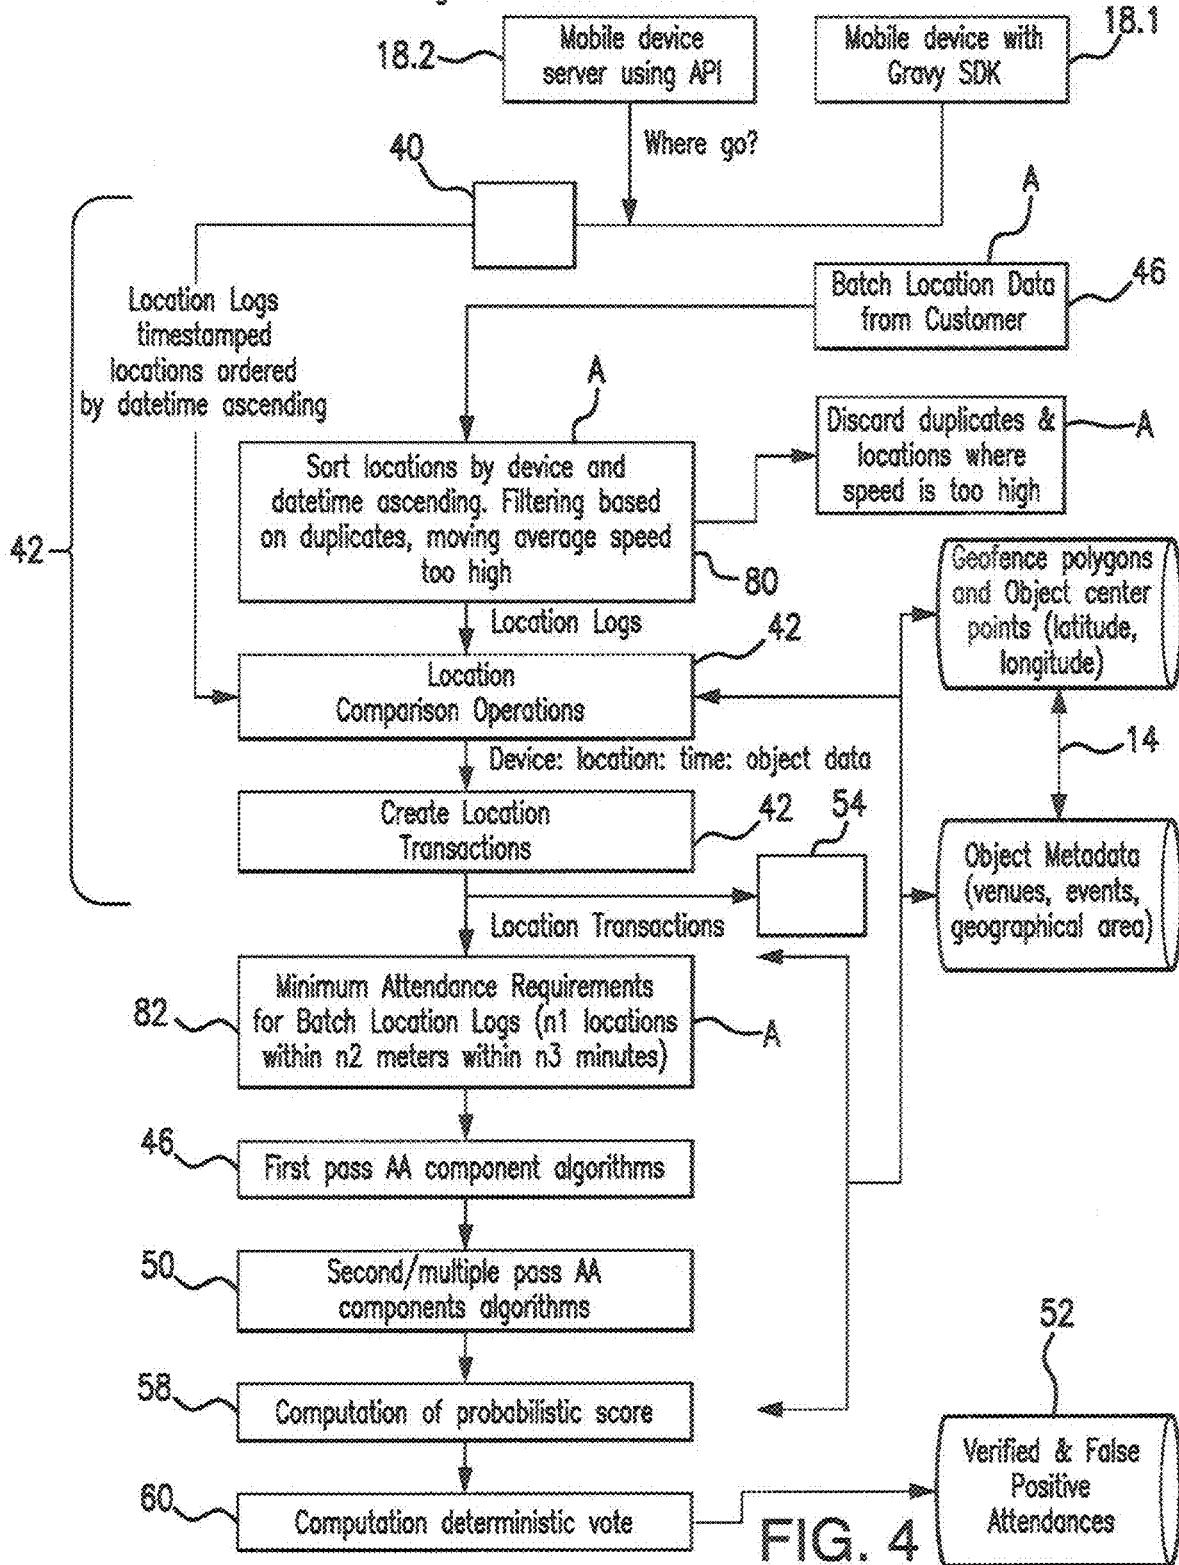 18.2
Mobile device
server using API
Mobile device with
Gravy SDK
18.1
Where go?
40
A
Batch Location Data
from Customer
46
Location Logs
timestamped
locations ordered
by datetime ascending
A
Sort locations by device and
datetime ascending. Filtering based
on duplicates, moving average speed
too high
80
Discard duplicates &
locations where
speed is too high
A
42
Geofence polygons
and Object center
points (latitude,
longitude)
Location Logs
42
Location
Comparison Operations
14
Device: location: time: object data
Create Location
Transactions
42
54
Object Metadata
(venues, events,
geographical area)
Location Transactions
82
Minimum Attendance Requirements
for Batch Location Logs (n1 locations
within n2 meters within n3 minutes)
A
46
First pass AA component algorithms
50
Second/multiple pass AA
components algorithms
58
Computation of probabilistic score
52
60
Computation deterministic vote
Verified & False
Positive
Attendances
FIG. 4